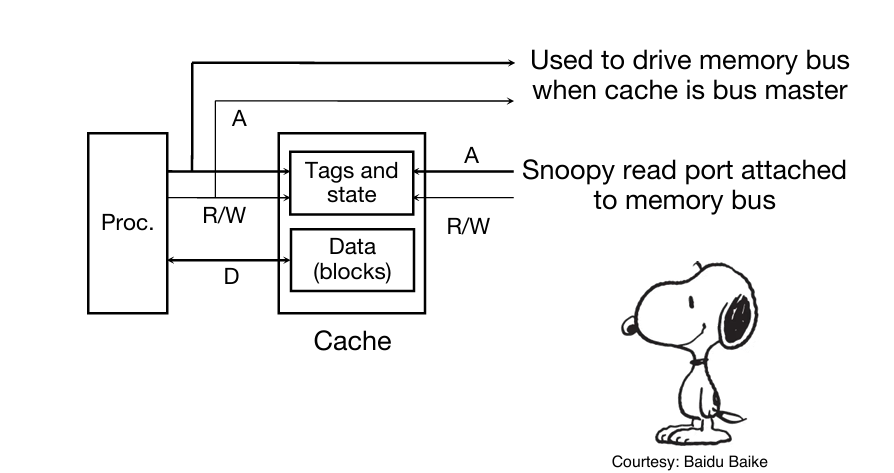 Used to drive memory bus
when cache is bus master
A
Tags and
state
A
Snoopy read port attached
to memory bus
Proc.
R/W
R/W
Data
(blocks)
D
Cache
Courtesy: Baidu Baike